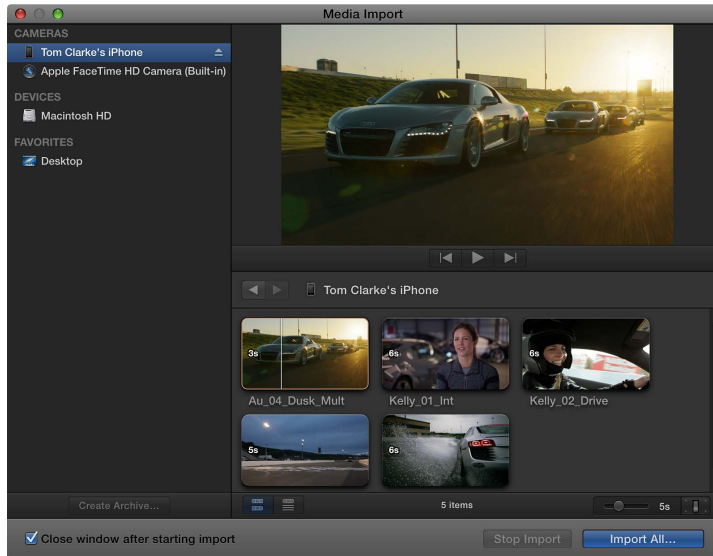 Media Import
CAMERAS
Tom Clarke's iPhone
Apple FaceTime HD Camera (Built-in)
DEVICES
Macintosh HD
FAVORITES
Desktop
Tom Clarke's iPhone
3s
6s
6s
Au_04_Dusk_Mult
Kelly_01_Int
Kelly_02_Drive
5s
6s
Create Archive...
5 items
5s
Close window after starting import
Stop Import
Import All...